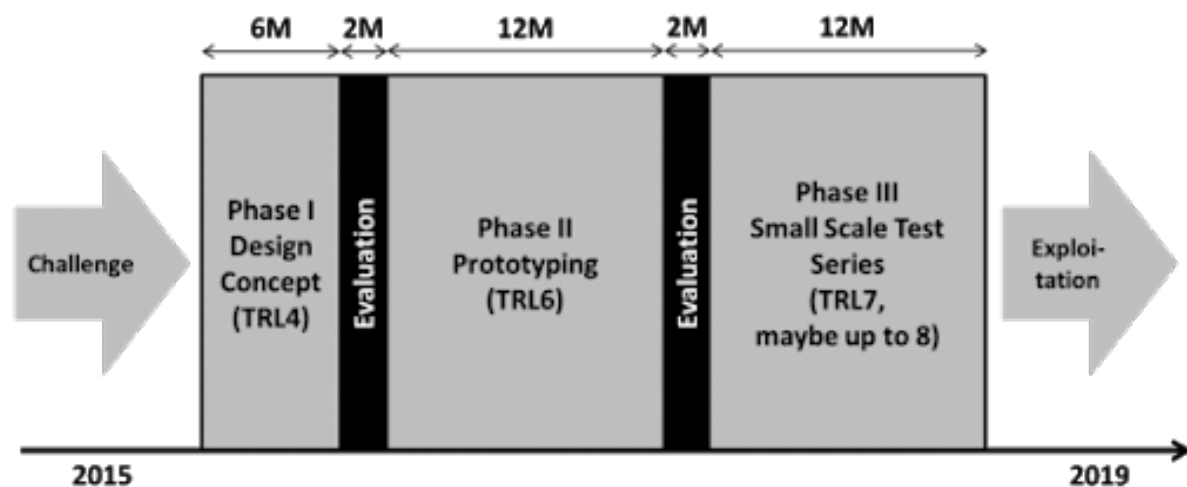 6M 2M 12M 2M 12M
Challenge
Phase I
Design
Concept
(TRL4)
Evaluation
Phase II
Prototyping
(TRL6)
Evaluation
Phase III
Small Scale Test
Series
(TRL7,
maybe up to 8)
Exploi-
tation
2015 2019